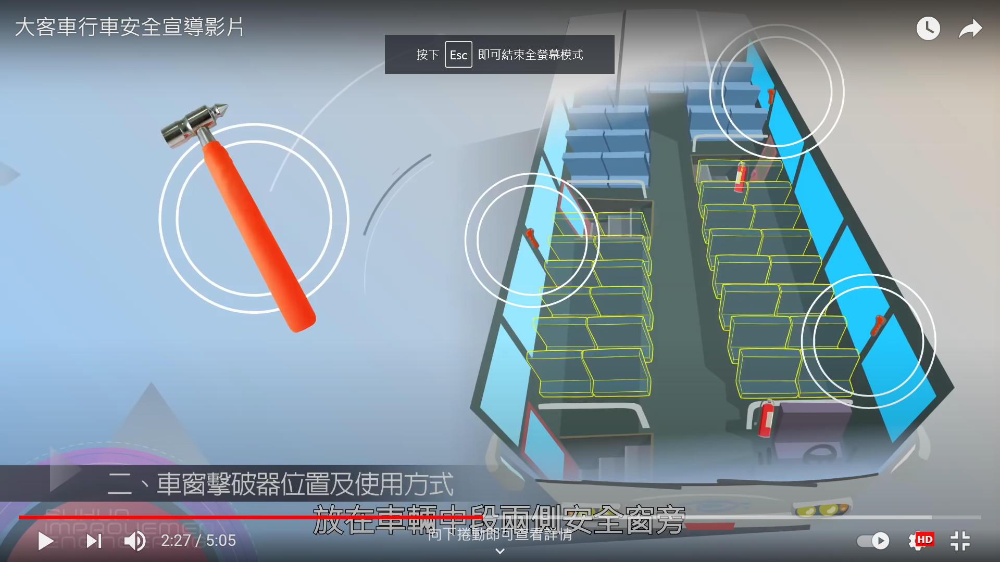 大客車行車安全宣導影片
按下 Esc 即可結束全螢幕模式
二、車窗擊破器位置及使用方式
放在車輛中段兩側安全窗旁
向下捲動即可查看詳情
2:27 / 5:05
HD